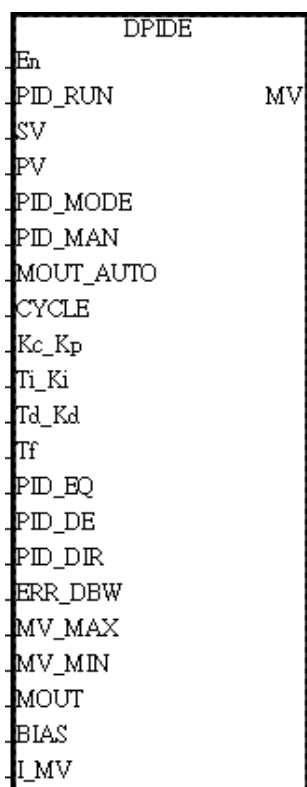 DPIDE
En
PID_RUN MV
SV
PV
PID_MODE
PID_MAN
MOUT_AUTO
CYCLE
Kc_Kp
Ti_Ki
Td_Kd
Tf
PID_EQ
PID_DE
PID_DIR
ERR_DBW
MV_MAX
MV_MIN
MOUT
BIAS
I_MV